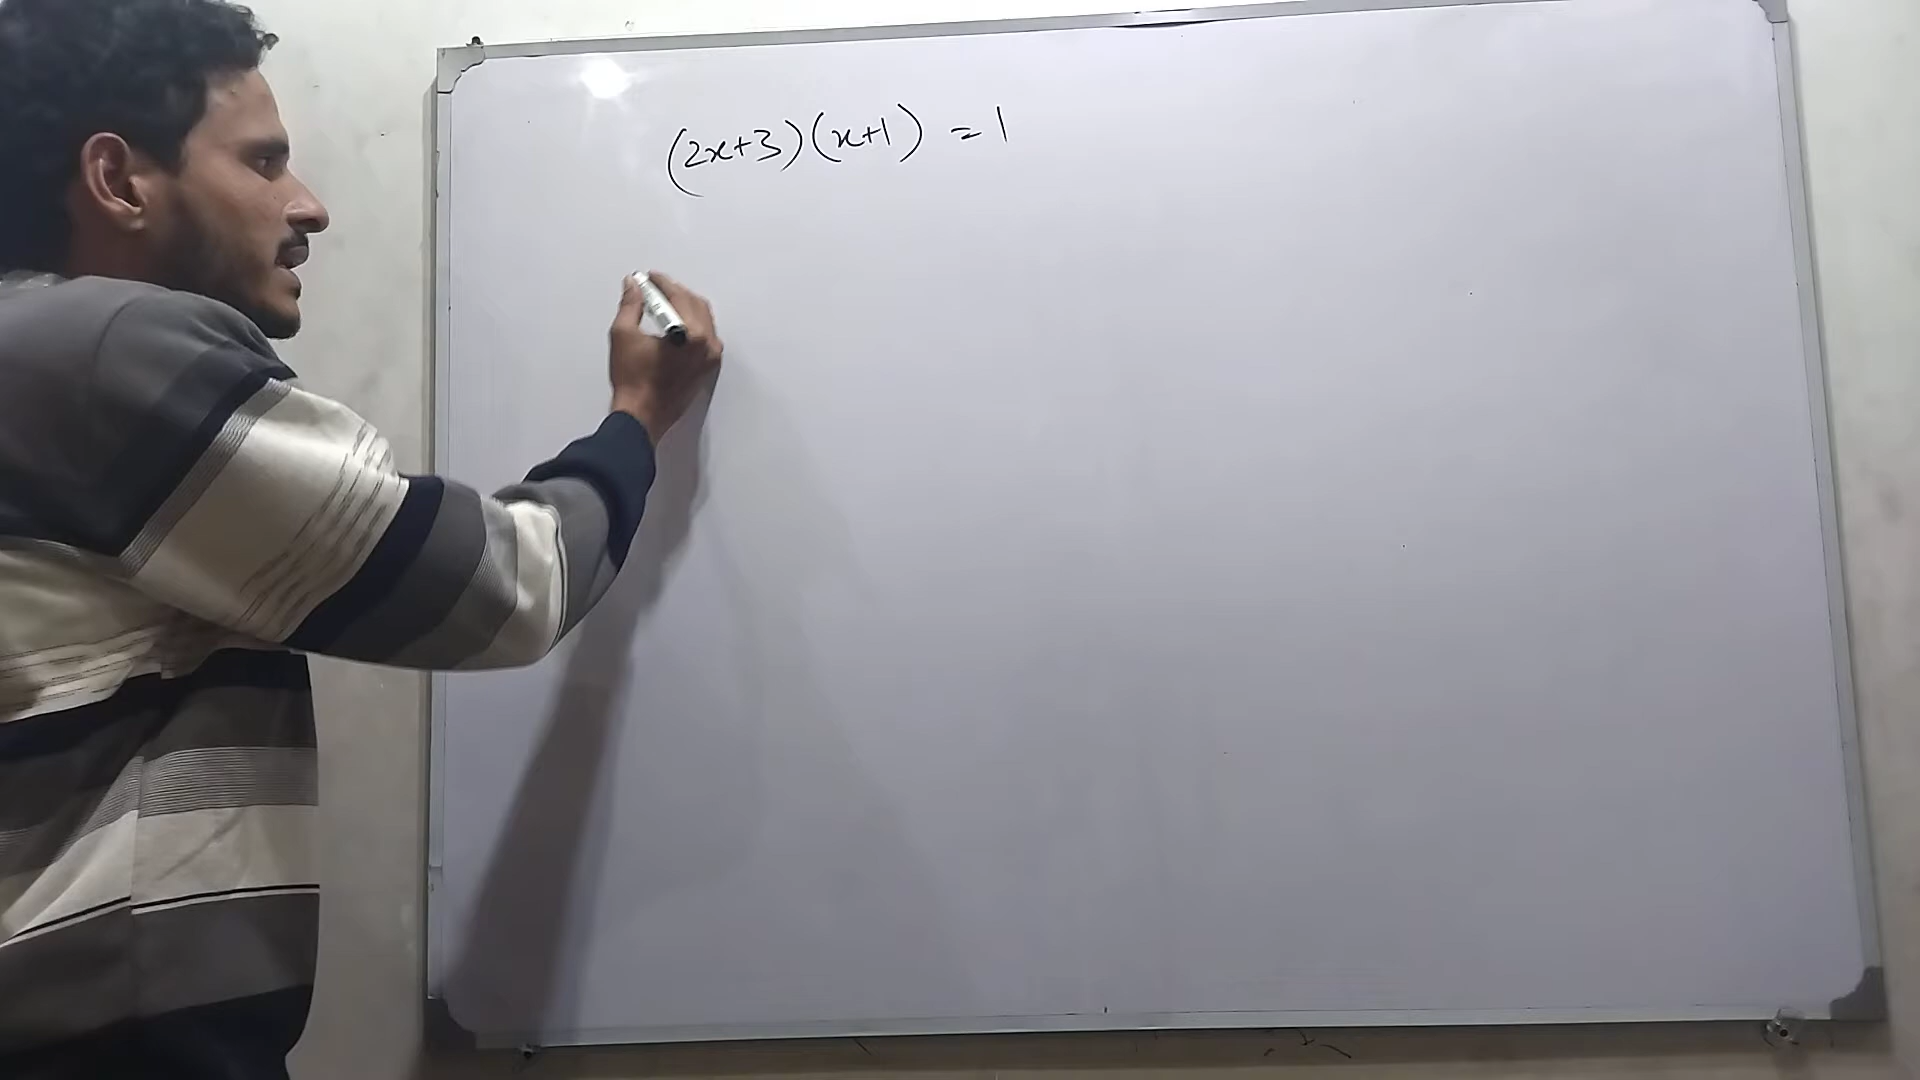 (2x+3)(x+1) = 1